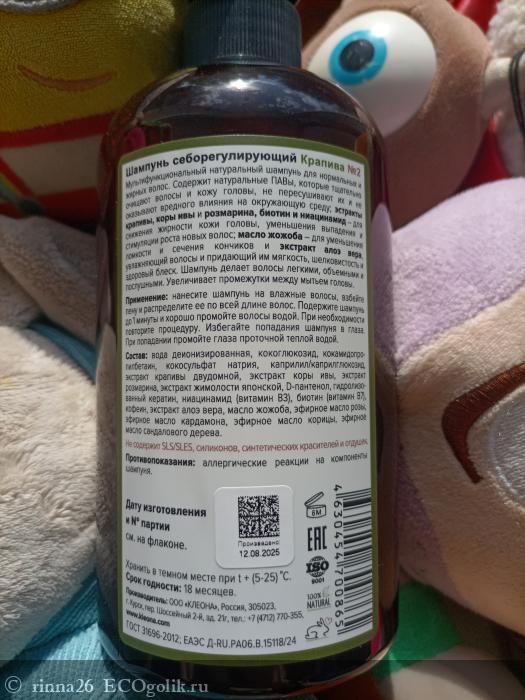 Шампунь себорегулирующий Крапива №2
Мультифункциональный натуральный шампунь для нормальных и
жирных волос. Содержит натуральные ПАВы, которые тщательно
очищают волосы и кожу головы, не пересушивают их и не
оказывают вредного влияния на окружающую среду; экстракты
крапивы, коры ивы и розмарина, биотин и ниацинамид – для
снижения жирности кожи головы, уменьшения выпадения и
стимуляции роста новых волос; масло жожоба – для уменьшения
ломкости и сечения кончиков и экстракт алоэ вера,
увлажняющий волосы и придающий им мягкость, шелковистость и
здоровый блеск. Шампунь делает волосы легкими, объемными и
послушными. Увеличивает промежутки между мытьем головы.
Применение: нанесите шампунь на влажные волосы, взбейте
пену и распределите ее по всей длине волос. Подержите шампунь
до 1 минуты и хорошо промойте волосы водой. При необходимости
повторите процедуру. Избегайте попадания шампуня в глаза.
При попадании промойте глаза проточной теплой водой.
Состав: вода деионизированная, кокоглюкозид, кокамидопро-
пилбетаин, кокосульфат натрия, каприлил/каприлглюкозид,
экстракт крапивы двудомной, экстракт коры ивы, экстракт
розмарина, экстракт жимолости японской, D-пантенол, гидролизо-
ванный кератин, ниацинамид (витамин В3), биотин (витамин В7),
кофеин, экстракт алоэ вера, масло жожоба, эфирное масло розы,
эфирное масло кардамона, эфирное масло корицы, эфирное
масло сандалового дерева.
Не содержит SLS/SLES, силиконов, синтетических красителей и отдушек.
Противопоказания: аллергические реакции на компоненты
шампуня.
Дату изготовления
и № партии
см. на флаконе.
Произведено:
12.08.2025
6М
EAC
ISO
9001
100%
NATURAL
4630454700865
Хранить в темном месте при t + (5-25) °C.
Срок годности: 18 месяцев.
Производитель: ООО «КЛЕОНА», Россия, 305023,
г. Курск, пер. Шоссейный 2-й, зд. 21г, тел.: +7 (4712) 770-355,
www.kleona.com
ГОСТ 31696-2012; ЕАЭС Д-RU.РА06.В.15118/24
rinna26 ECOgolik.ru